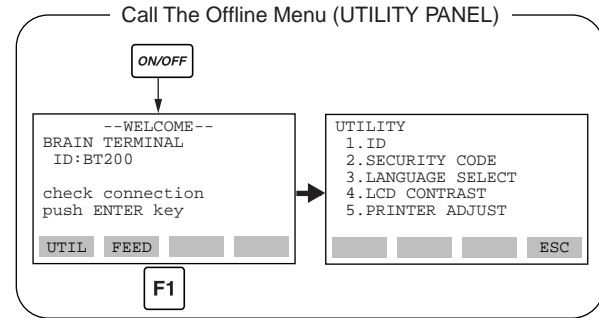 Call The Offline Menu (UTILITY PANEL)
ON/OFF
--WELCOME--
BRAIN TERMINAL
ID:BT200
check connection
push ENTER key
UTIL FEED
F1
UTILITY
1.ID
2.SECURITY CODE
3.LANGUAGE SELECT
4.LCD CONTRAST
5.PRINTER ADJUST
ESC